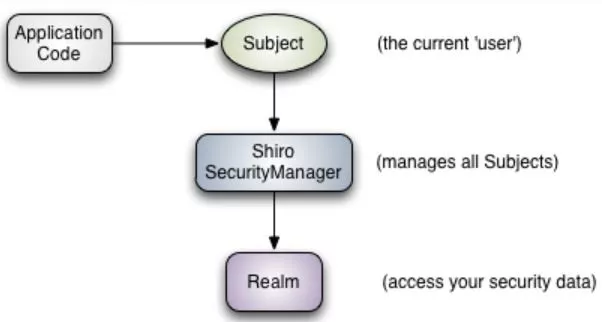 Application
Code
Subject
(the current 'user')
Shiro
SecurityManager
(manages all Subjects)
Realm
(access your security data)